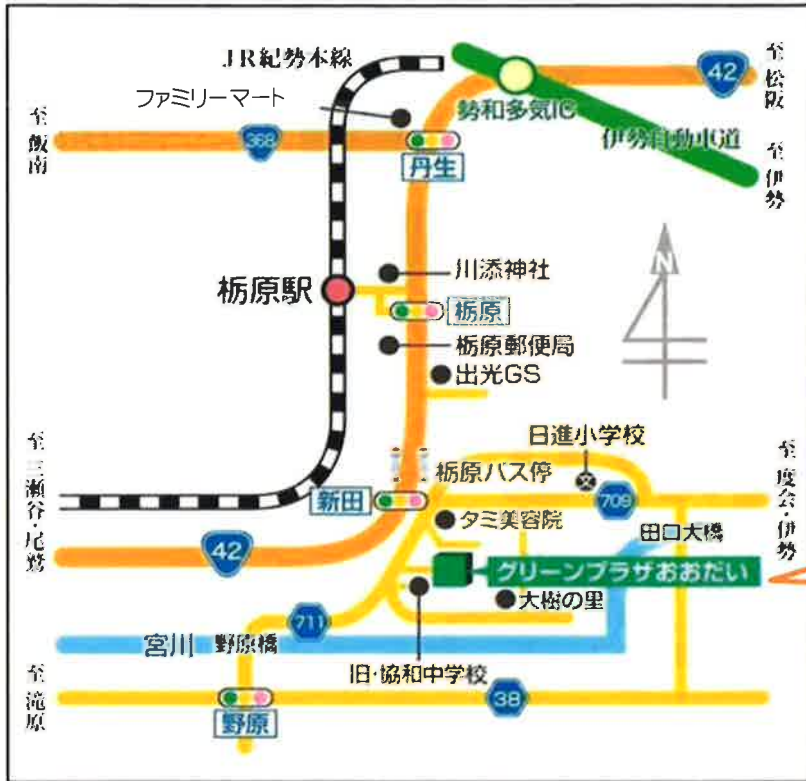 JR紀勢本線
ファミリーマート
勢和多気IC
42
至松阪
至飯南
368
丹生
伊勢自動車道
至伊勢
N
川添神社
栃原駅
栃原
栃原郵便局
出光GS
日進小学校
文
栃原バス停
至三瀬谷・尾鷲
新田
タミ美容院
709
至度会・伊勢
田口大橋
42
グリーンプラザおおだい
大樹の里
711
宮川
野原橋
旧・協和中学校
至滝原
野原
38